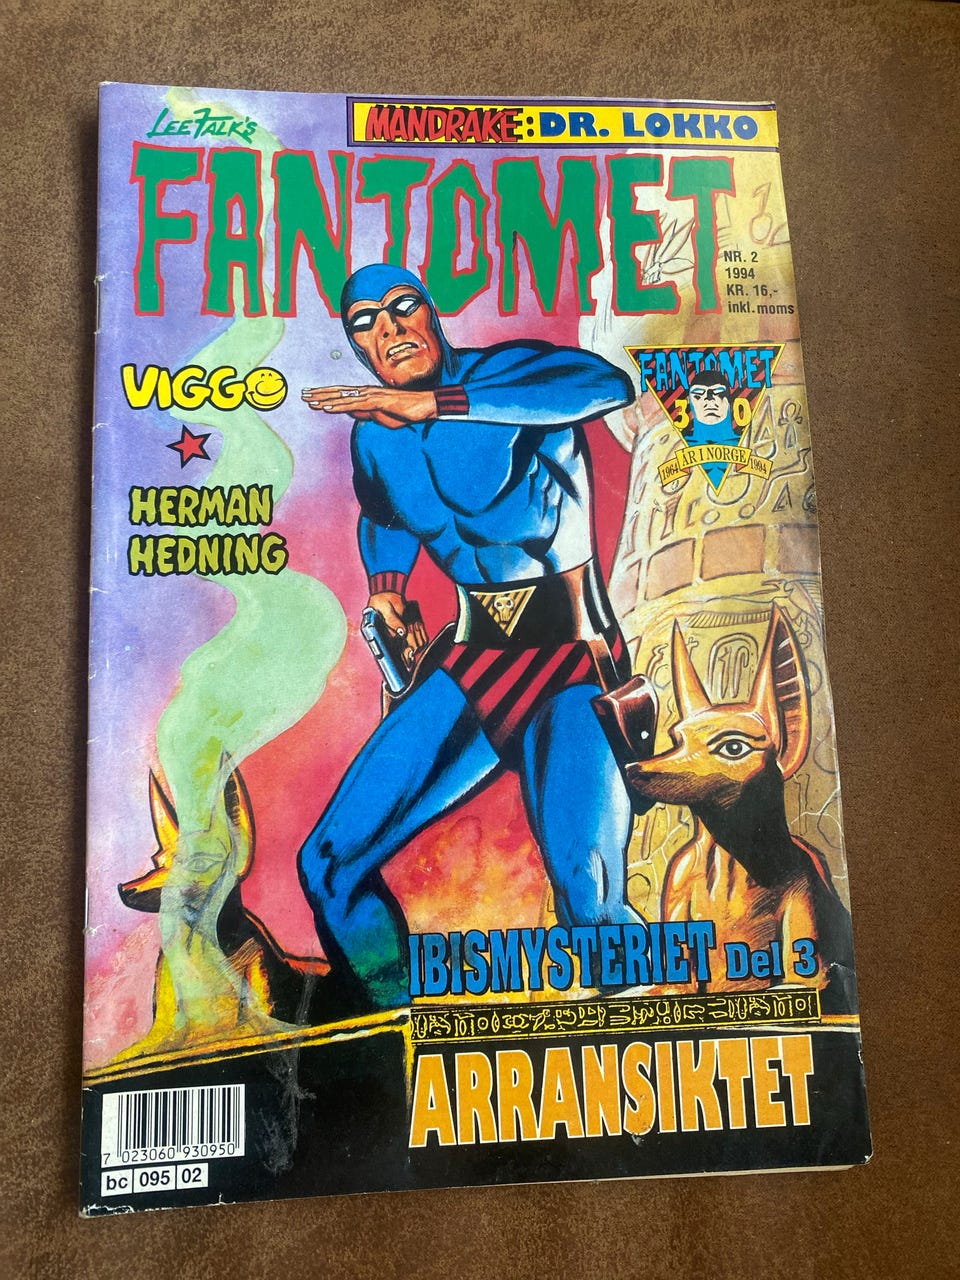 LEE FALK'S
MANDRAKE: DR. LOKKO
FANTOMET
NR. 2
1994
KR. 16,-
inkl. moms
VIGGO
HERMAN
HEDNING
FANTOMET
30
1964 ÅR I NORGE 1994
IBISMYSTERIET Del 3
ARRANSIKTET
7 023060 930950
bc 095 02